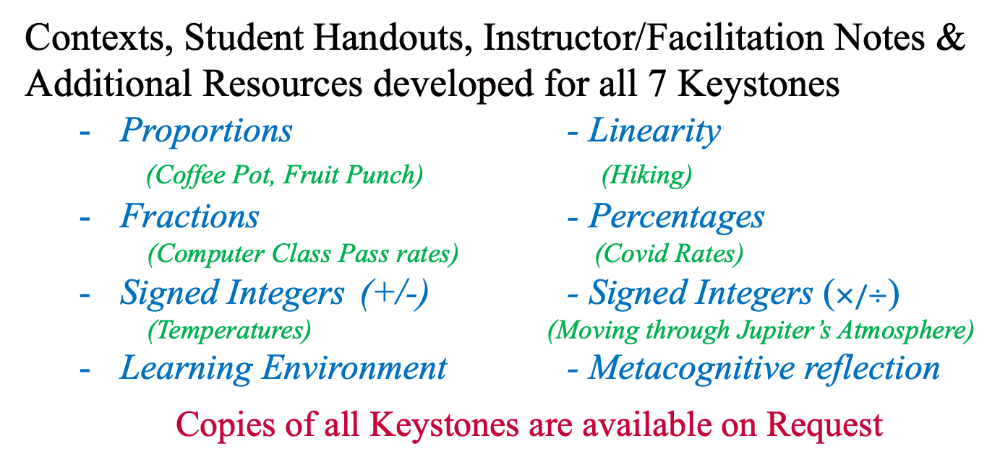 Contexts, Student Handouts, Instructor/Facilitation Notes &
Additional Resources developed for all 7 Keystones
- Proportions
(Coffee Pot, Fruit Punch)
- Fractions
(Computer Class Pass rates)
- Signed Integers (+/-)
(Temperatures)
- Learning Environment
- Linearity
(Hiking)
- Percentages
(Covid Rates)
- Signed Integers (×/÷)
(Moving through Jupiter’s Atmosphere)
- Metacognitive reflection
Copies of all Keystones are available on Request